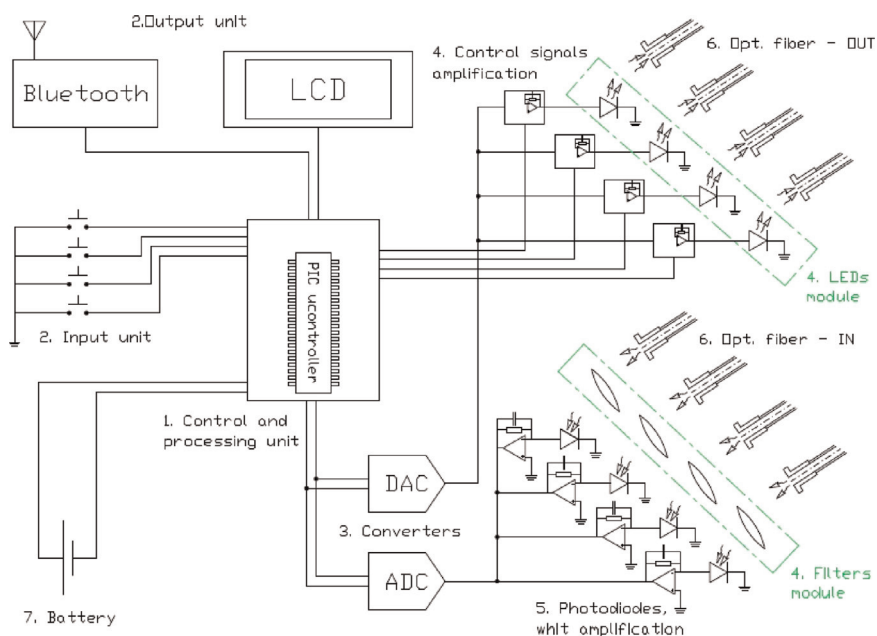 2.Output unit
Bluetooth
LCD
4. Control signals
amplification
6. Opt. fiber - OUT
PIC ucontroller
4. LEDs
module
2. Input unit
6. Opt. fiber - IN
1. Control and
processing unit
DAC
3. Converters
ADC
4. Filters
module
7. Battery
5. Photodiodes,
whit amplification